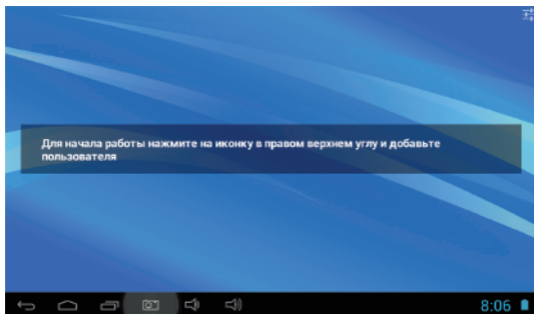 Для начала работы нажмите на иконку в правом верхнем углу и добавьте
пользователя
8:06